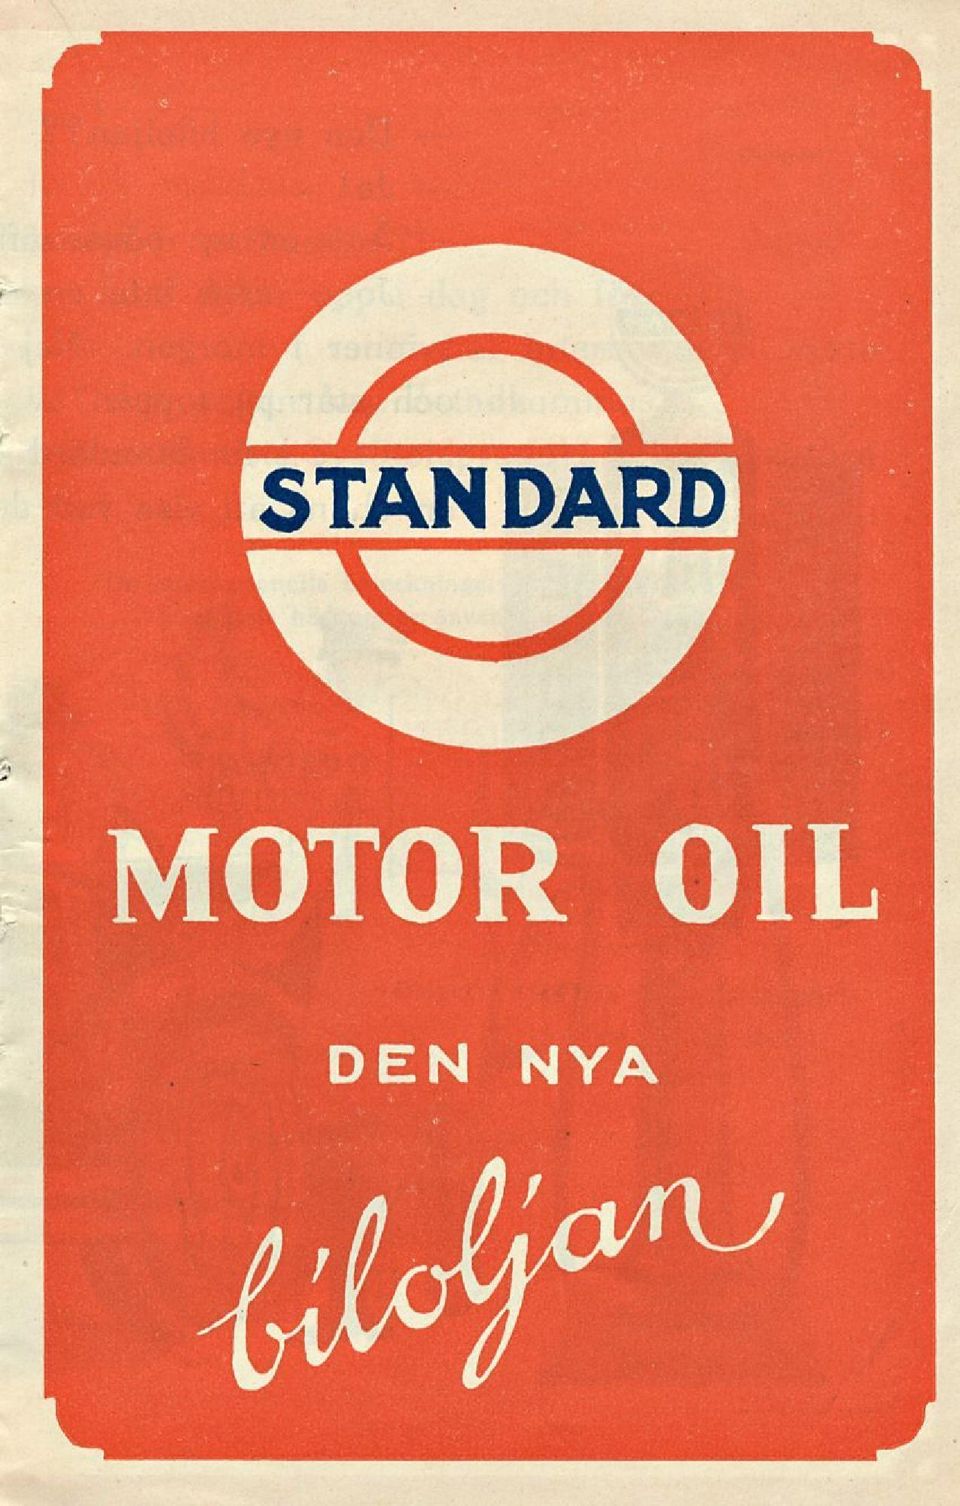 STANDARD
MOTOR OIL
DEN NYA
biloljan